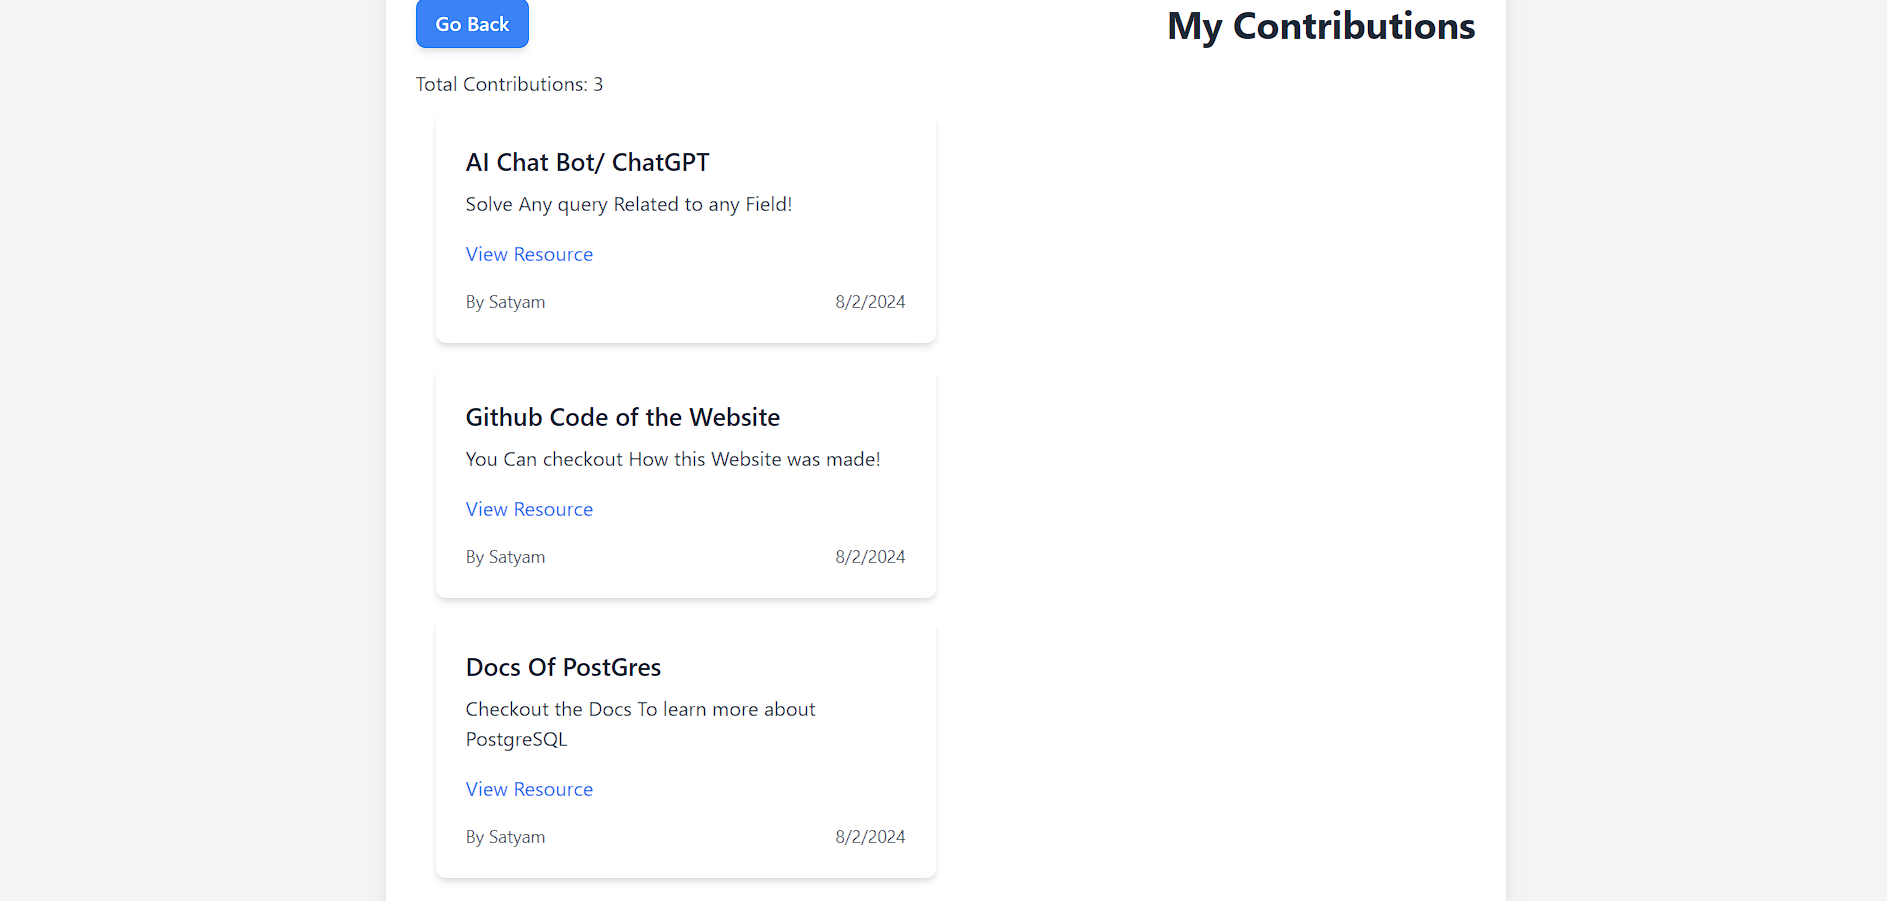 Go Back
My Contributions
Total Contributions: 3
AI Chat Bot/ ChatGPT
Solve Any query Related to any Field!
View Resource
By Satyam
8/2/2024
Github Code of the Website
You Can checkout How this Website was made!
View Resource
By Satyam
8/2/2024
Docs Of PostGres
Checkout the Docs To learn more about
PostgreSQL
View Resource
By Satyam
8/2/2024